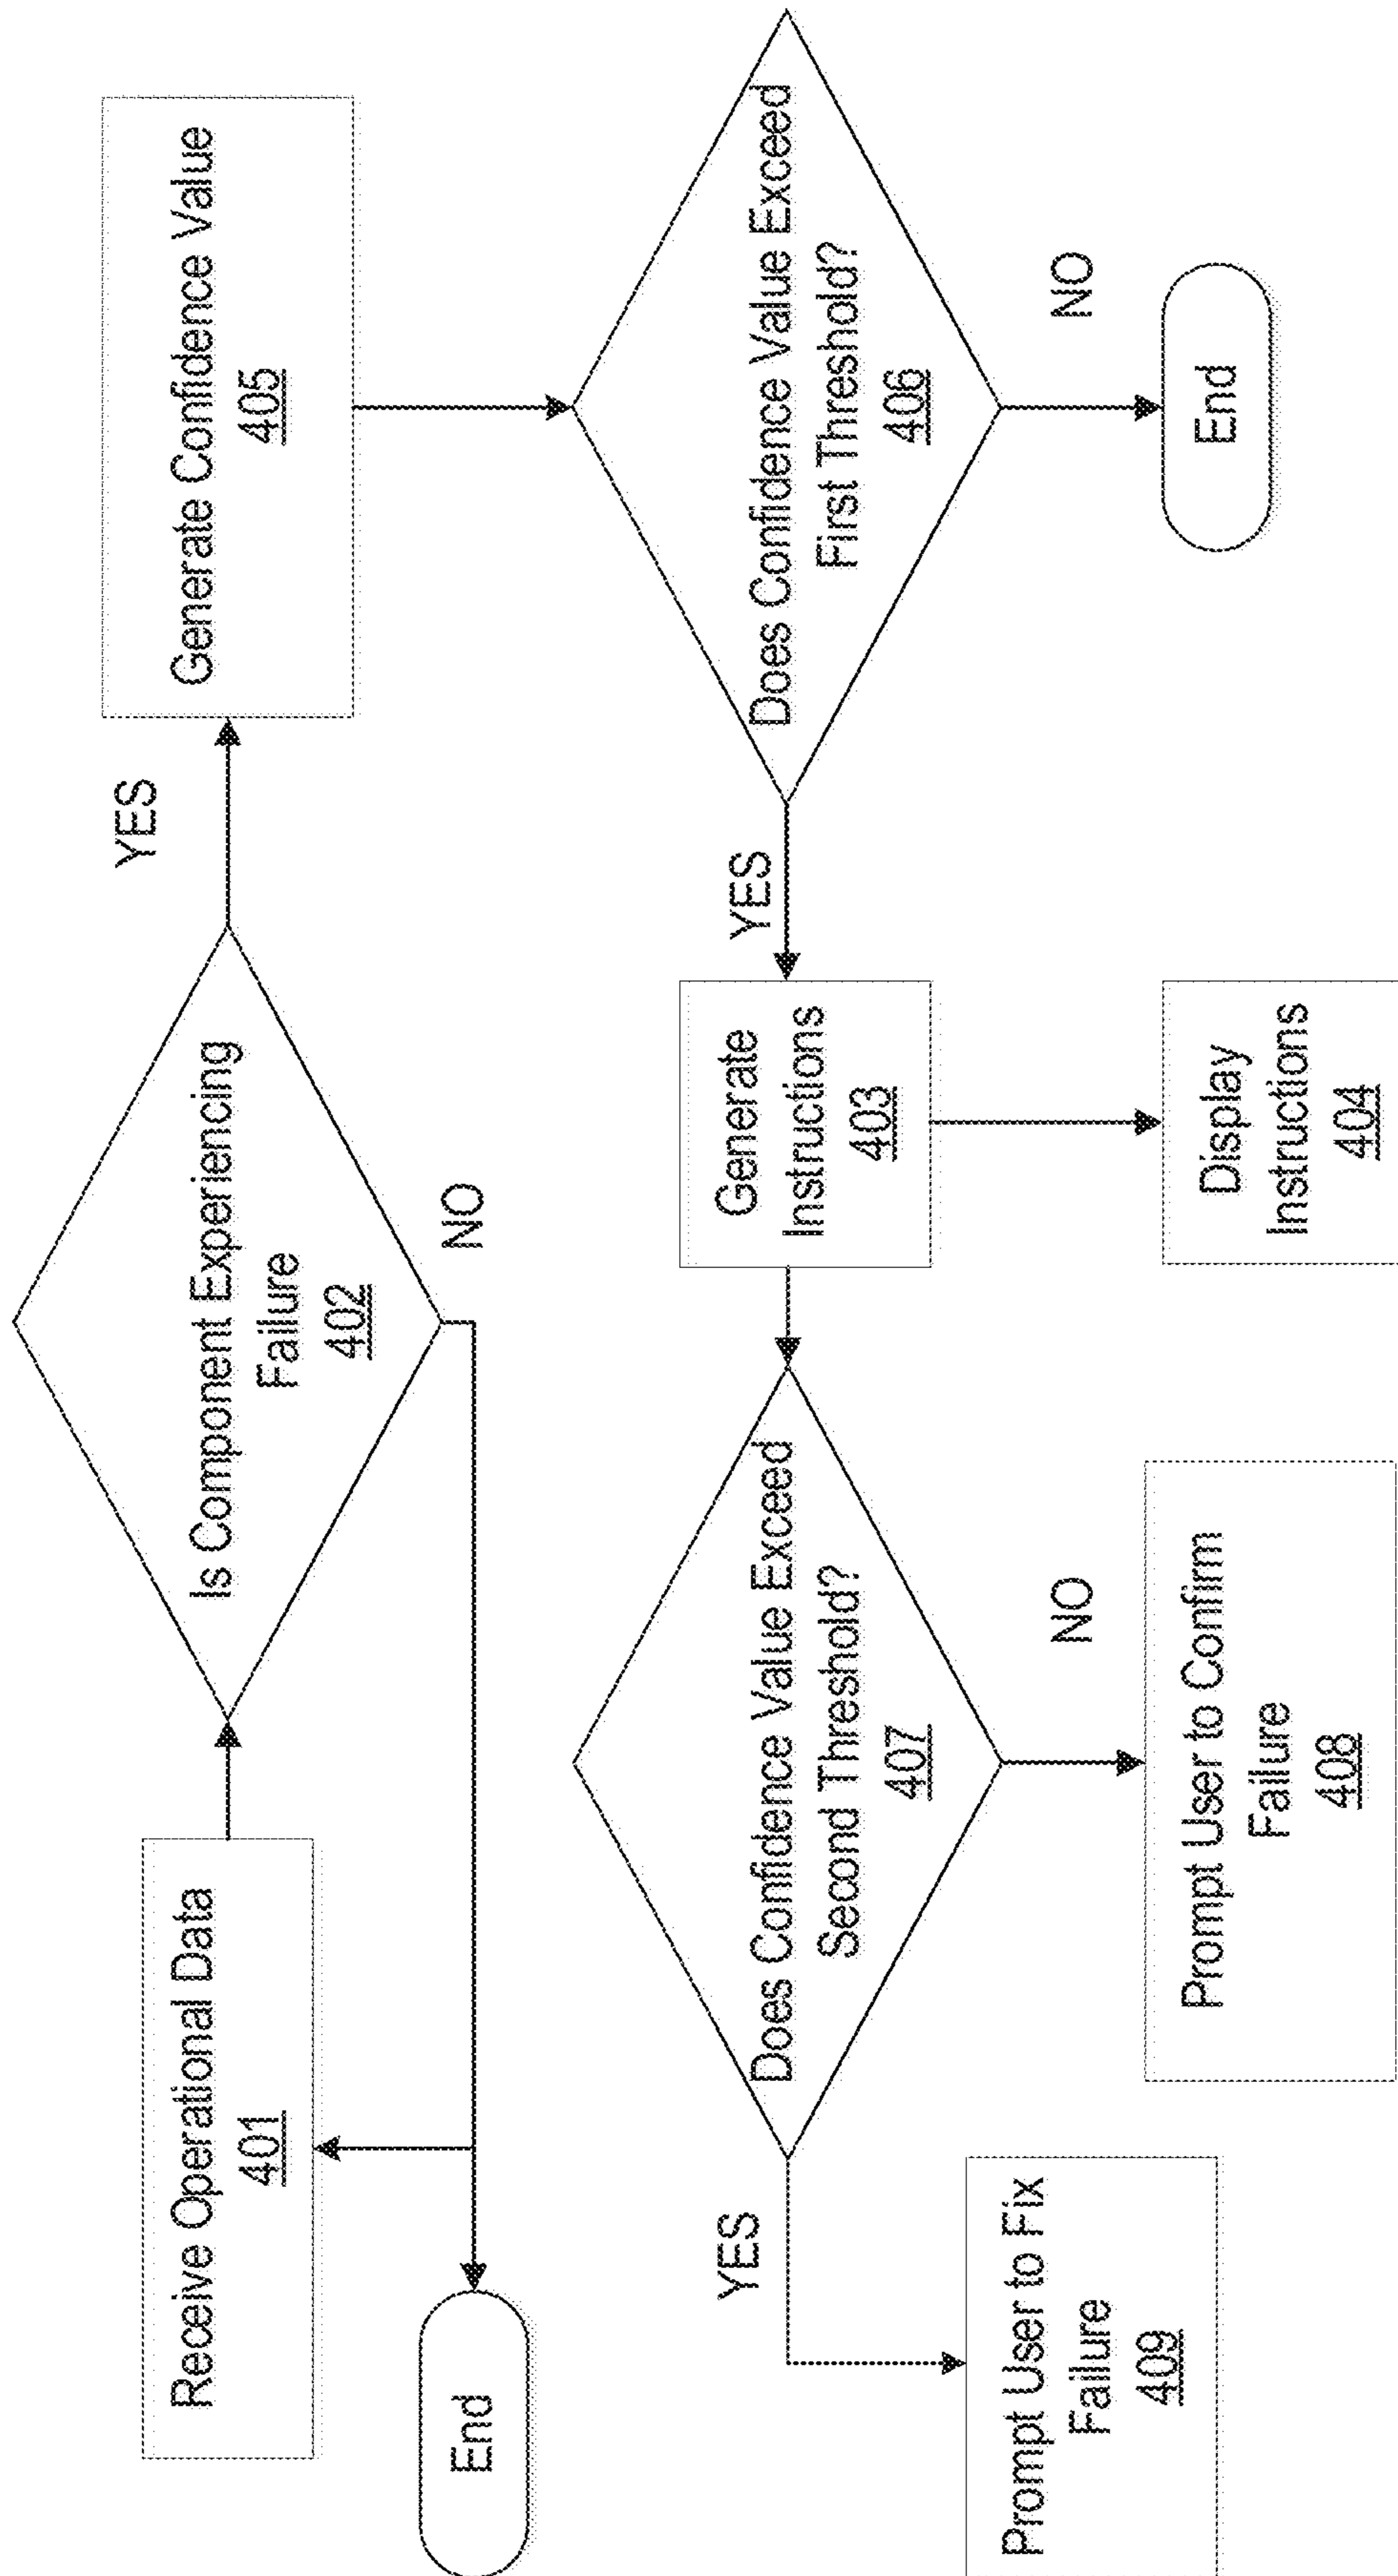 Receive Operational Data
401
Is Component Experiencing
Failure
402
YES
Generate Confidence Value
405
NO
End
Does Confidence Value Exceed
First Threshold?
406
NO
End
YES
Generate
Instructions
403
Display
Instructions
404
Does Confidence Value Exceed
Second Threshold?
407
NO
Prompt User to Confirm
Failure
408
YES
Prompt User to Fix
Failure
409